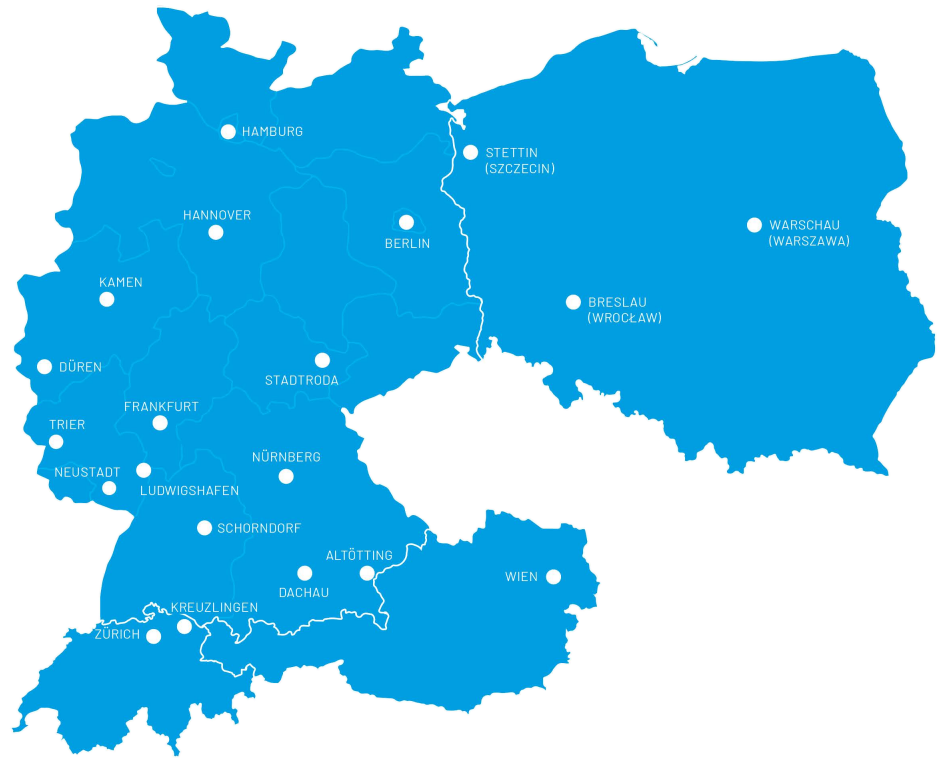 HAMBURG
STETTIN
(SZCZECIN)
HANNOVER
BERLIN
WARSCHAU
(WARSZAWA)
KAMEN
BRESLAU
(WROCŁAW)
DÜREN
STADTRODA
FRANKFURT
TRIER
NÜRNBERG
NEUSTADT
LUDWIGSHAFEN
SCHORNDORF
ALTÖTTING
WIEN
DACHAU
KREUZLINGEN
ZÜRICH